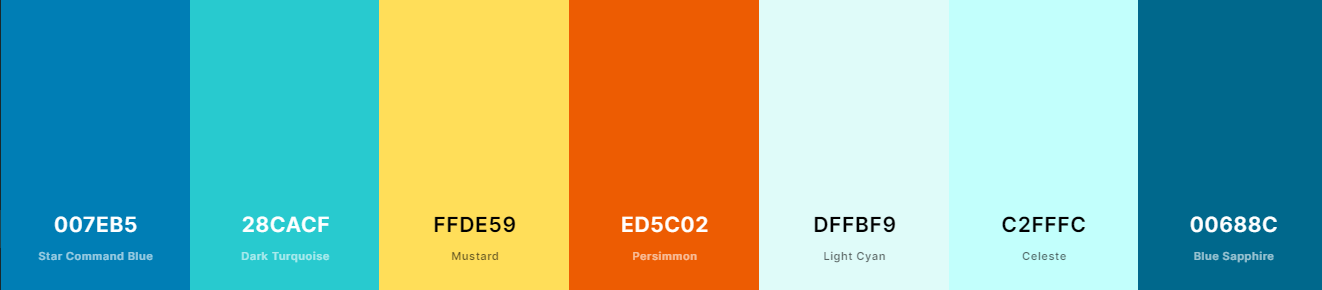 007EB5
Star Command Blue
28CACF
Dark Turquoise
FFDE59
Mustard
ED5C02
Persimmon
DFFBF9
Light Cyan
C2FFFC
Celeste
00688C
Blue Sapphire